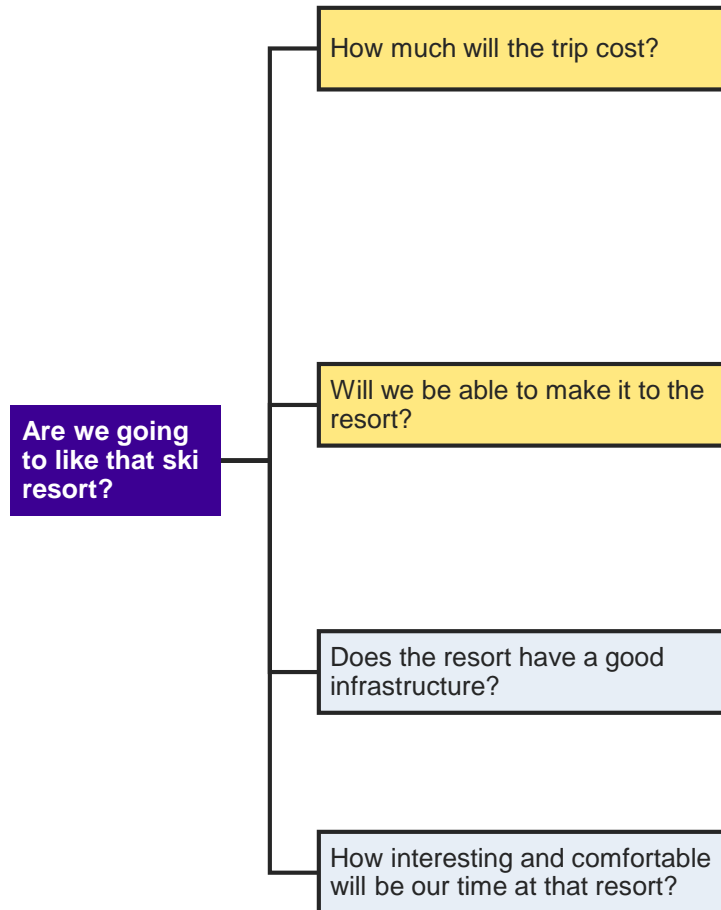 How much will the trip cost?
Will we be able to make it to the
resort?
Are we going
to like that ski
resort?
Does the resort have a good
infrastructure?
How interesting and comfortable
will be our time at that resort?